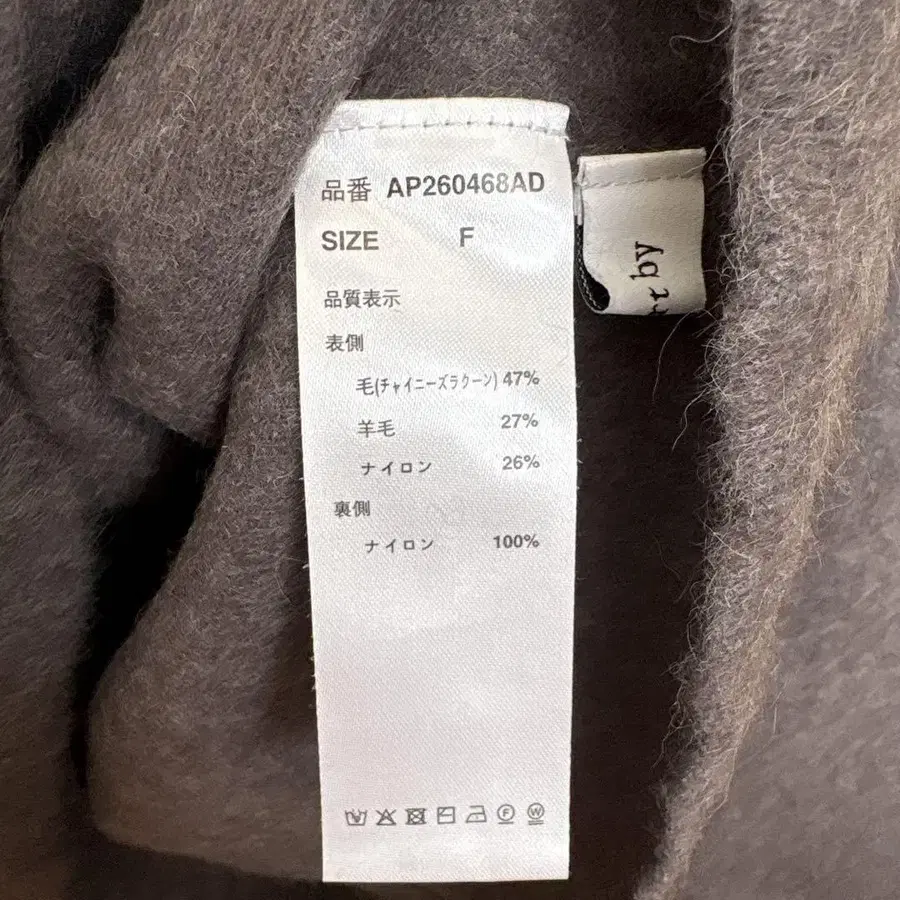 品番 AP260468AD
SIZE F
品質表示
表側
毛(チャイニーズラクーン) 47%
羊毛 27%
ナイロン 26%
裏側
ナイロン 100%
F W
by